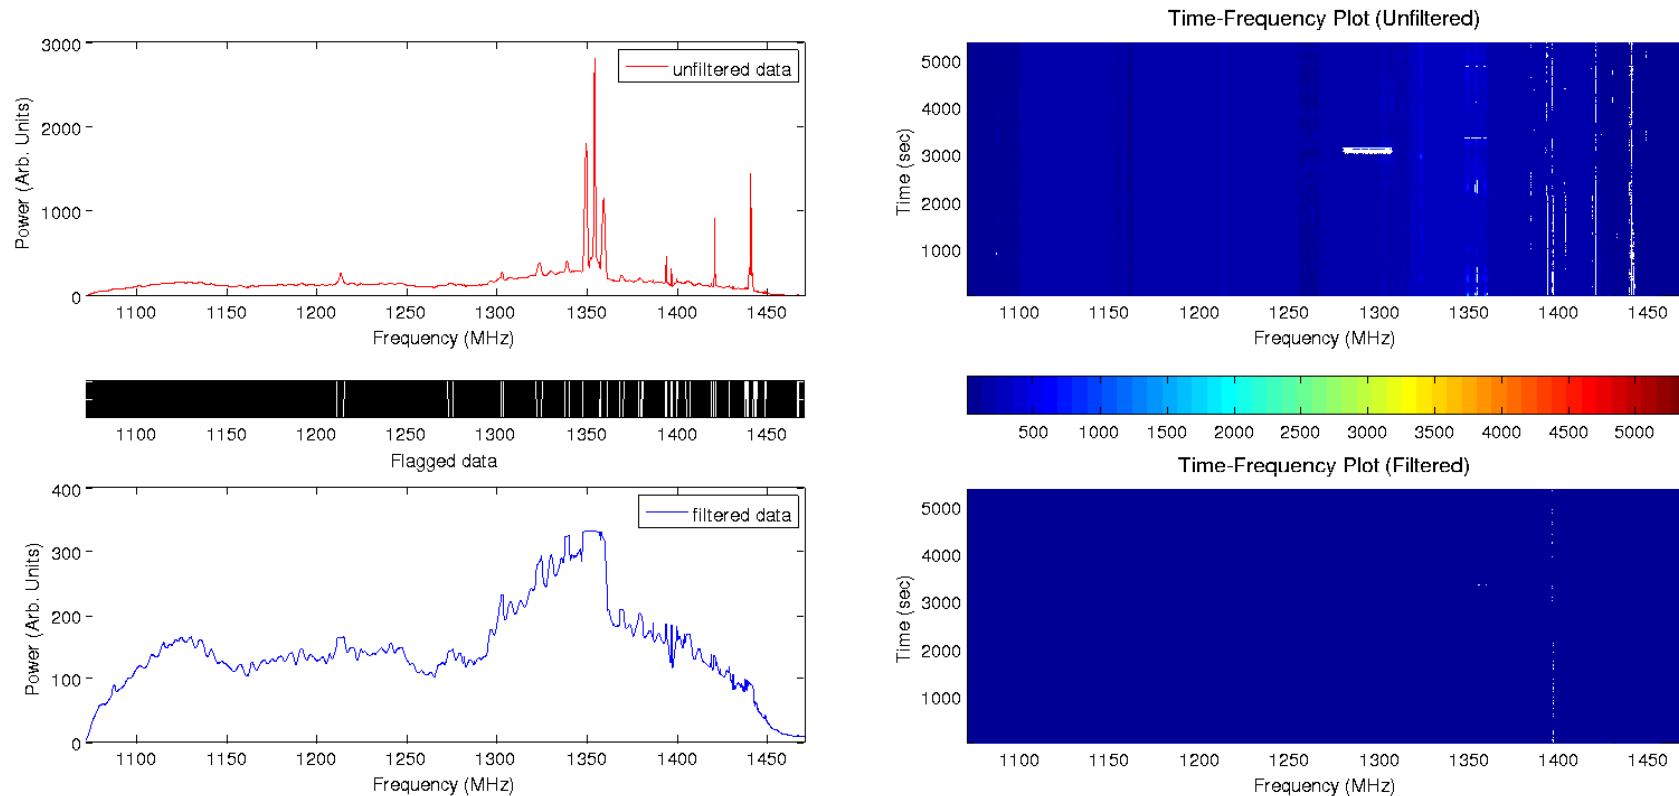 3000
2000
1000
0
Power (Arb. Units)
unfiltered data
1100 1150 1200 1250 1300 1350 1400 1450
Frequency (MHz)
1100 1150 1200 1250 1300 1350 1400 1450
Flagged data
400
300
200
100
0
Power (Arb. Units)
filtered data
1100 1150 1200 1250 1300 1350 1400 1450
Frequency (MHz)
Time-Frequency Plot (Unfiltered)
5000
4000
3000
2000
1000
Time (sec)
1100 1150 1200 1250 1300 1350 1400 1450
Frequency (MHz)
500 1000 1500 2000 2500 3000 3500 4000 4500 5000
Time-Frequency Plot (Filtered)
5000
4000
3000
2000
1000
Time (sec)
1100 1150 1200 1250 1300 1350 1400 1450
Frequency (MHz)